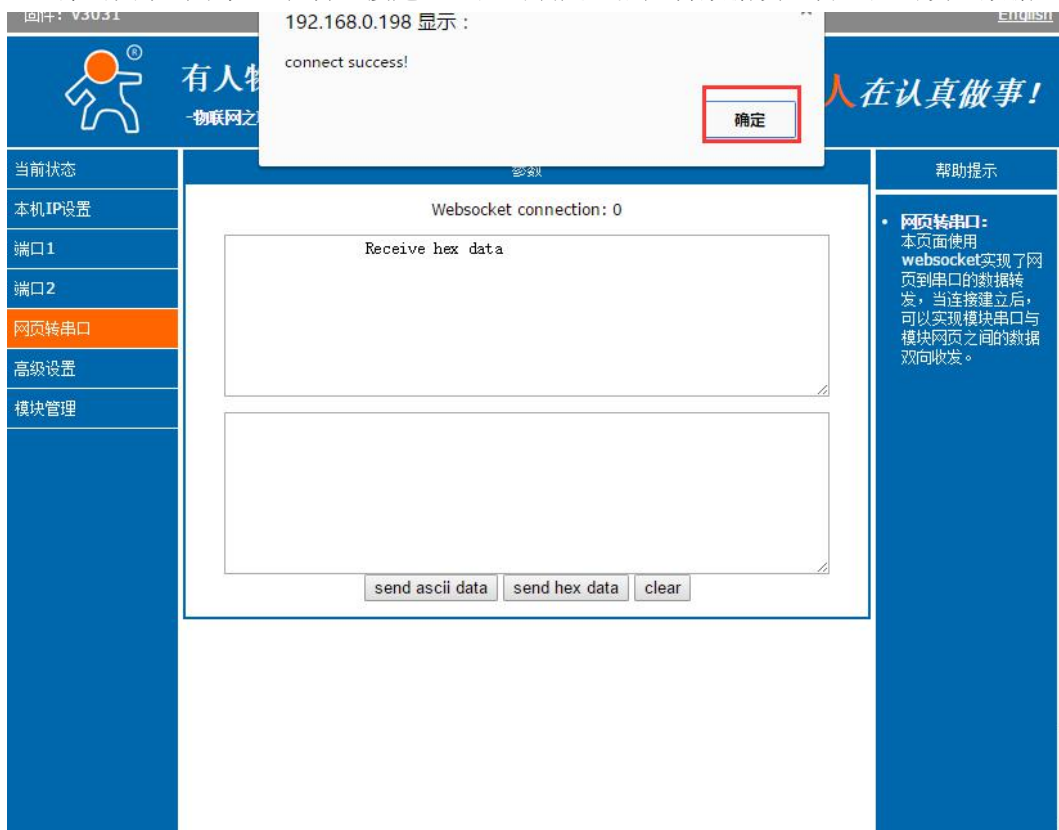 固件: V3031
English
192.168.0.198 显示：
connect success!
确定
®
有人物
-物联网之
人在认真做事！
当前状态
本机IP设置
端口1
端口2
网页转串口
高级设置
模块管理
参数
Websocket connection: 0
Receive hex data
send ascii data
send hex data
clear
帮助提示
• 网页转串口：
本页面使用
websocket实现了网
页到串口的数据转
发，当连接建立后，
可以实现模块串口与
模块网页之间的数据
双向收发。